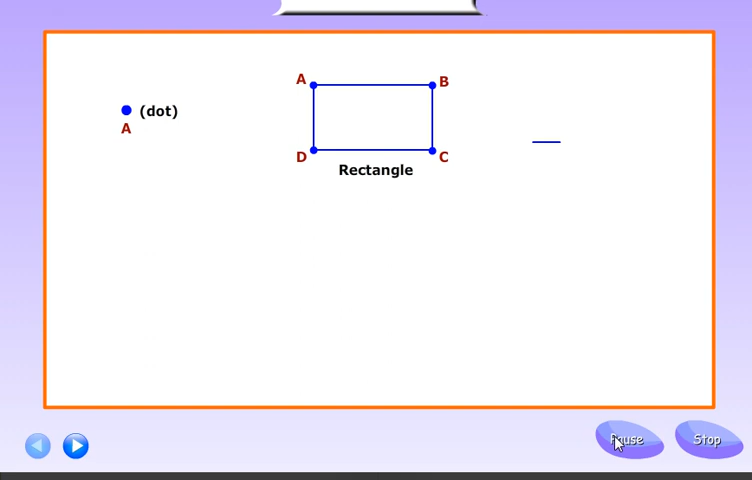 A B
(dot)
A
D C
Rectangle
Pause Stop